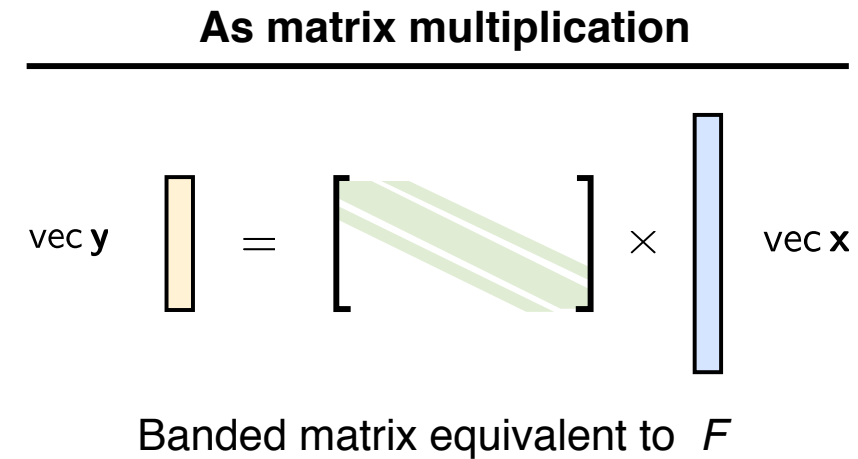 As matrix multiplication
vec y = [ ] × vec x
Banded matrix equivalent to F